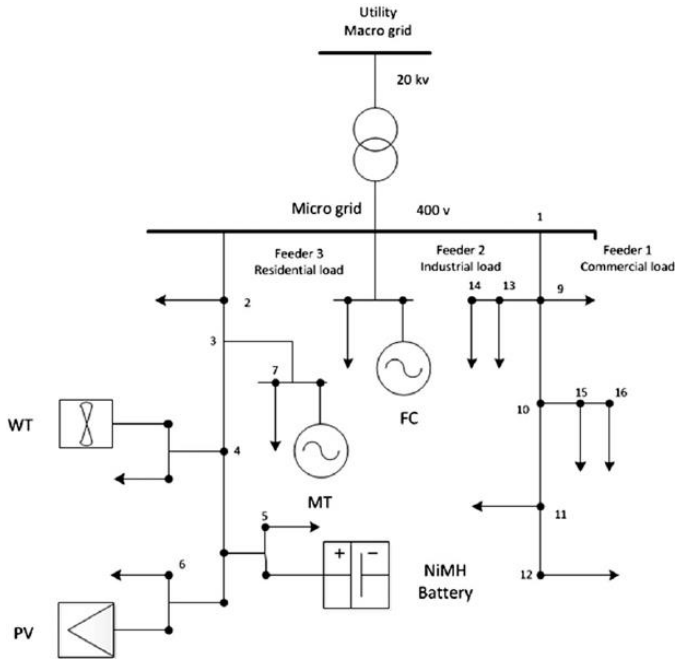 Utility
Macro grid
20 kv
Micro grid
400 v
1
Feeder 3
Residential load
Feeder 2
Industrial load
Feeder 1
Commercial load
2
14
13
9
3
7
FC
15
16
10
WT
4
MT
11
5
+
−
NiMH
Battery
12
6
PV